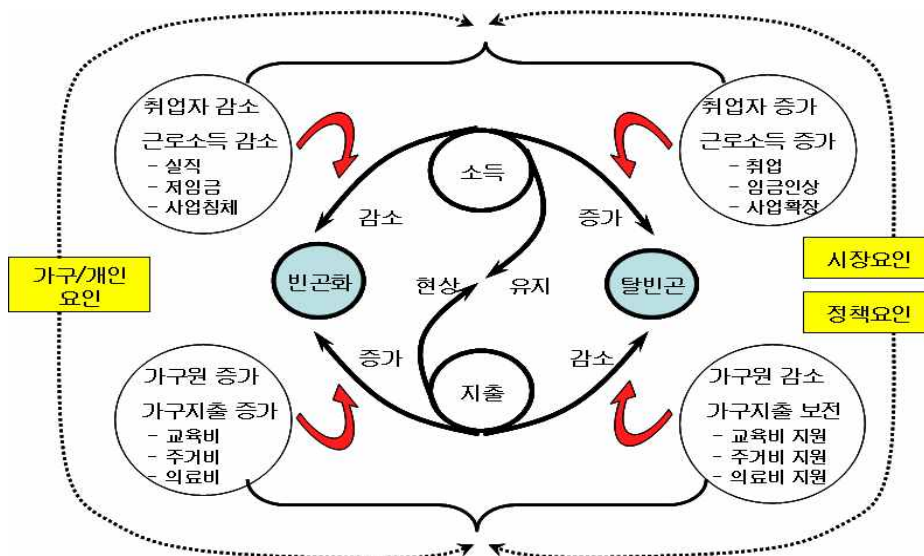 취업자 감소
근로소득 감소
- 실직
- 저임금
- 사업침체
취업자 증가
근로소득 증가
- 취업
- 임금인상
- 사업확장
소득
감소
증가
가구/개인
요인
빈곤화
현상
유지
탈빈곤
시장요인
정책요인
증가
감소
지출
가구원 증가
가구지출 증가
- 교육비
- 주거비
- 의료비
가구원 감소
가구지출 보전
- 교육비 지원
- 주거비 지원
- 의료비 지원